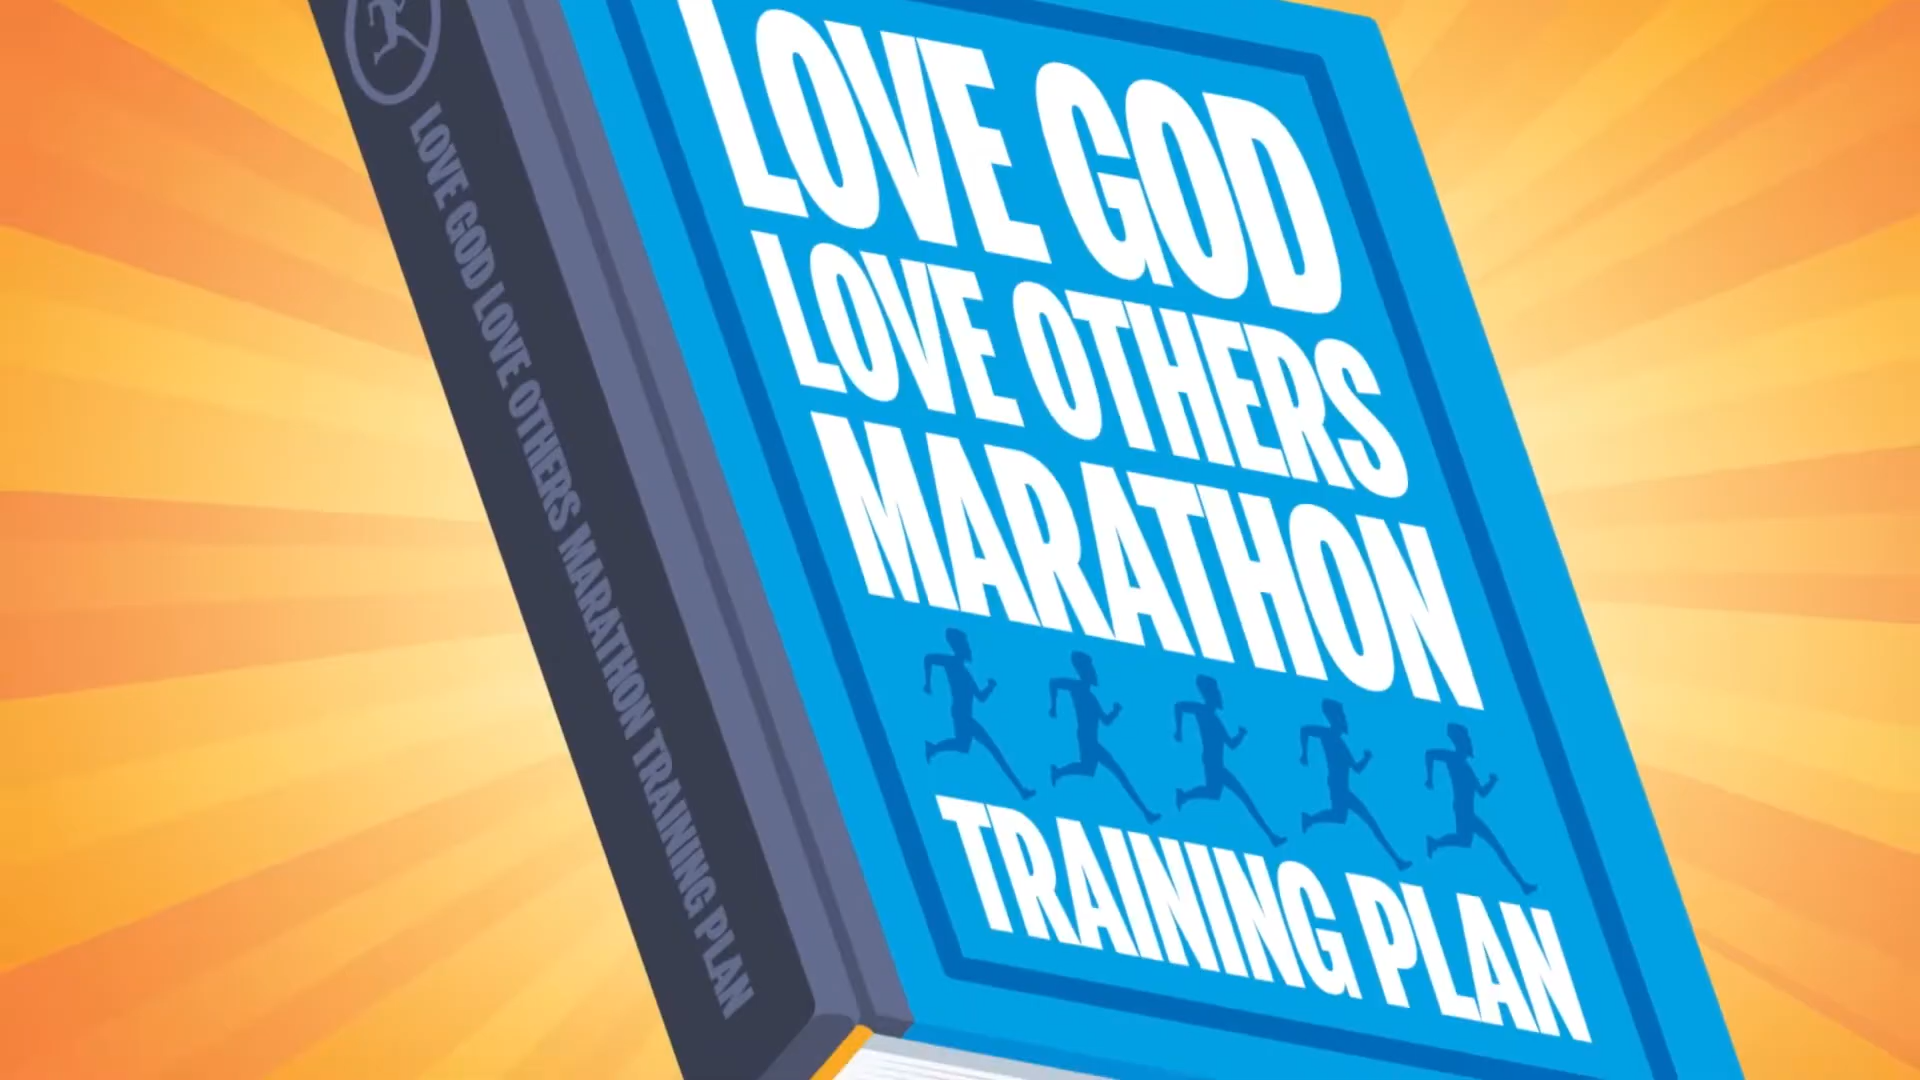 LOVE GOD LOVE OTHERS MARATHON TRAINING PLAN
LOVE GOD
LOVE OTHERS
MARATHON
TRAINING PLAN